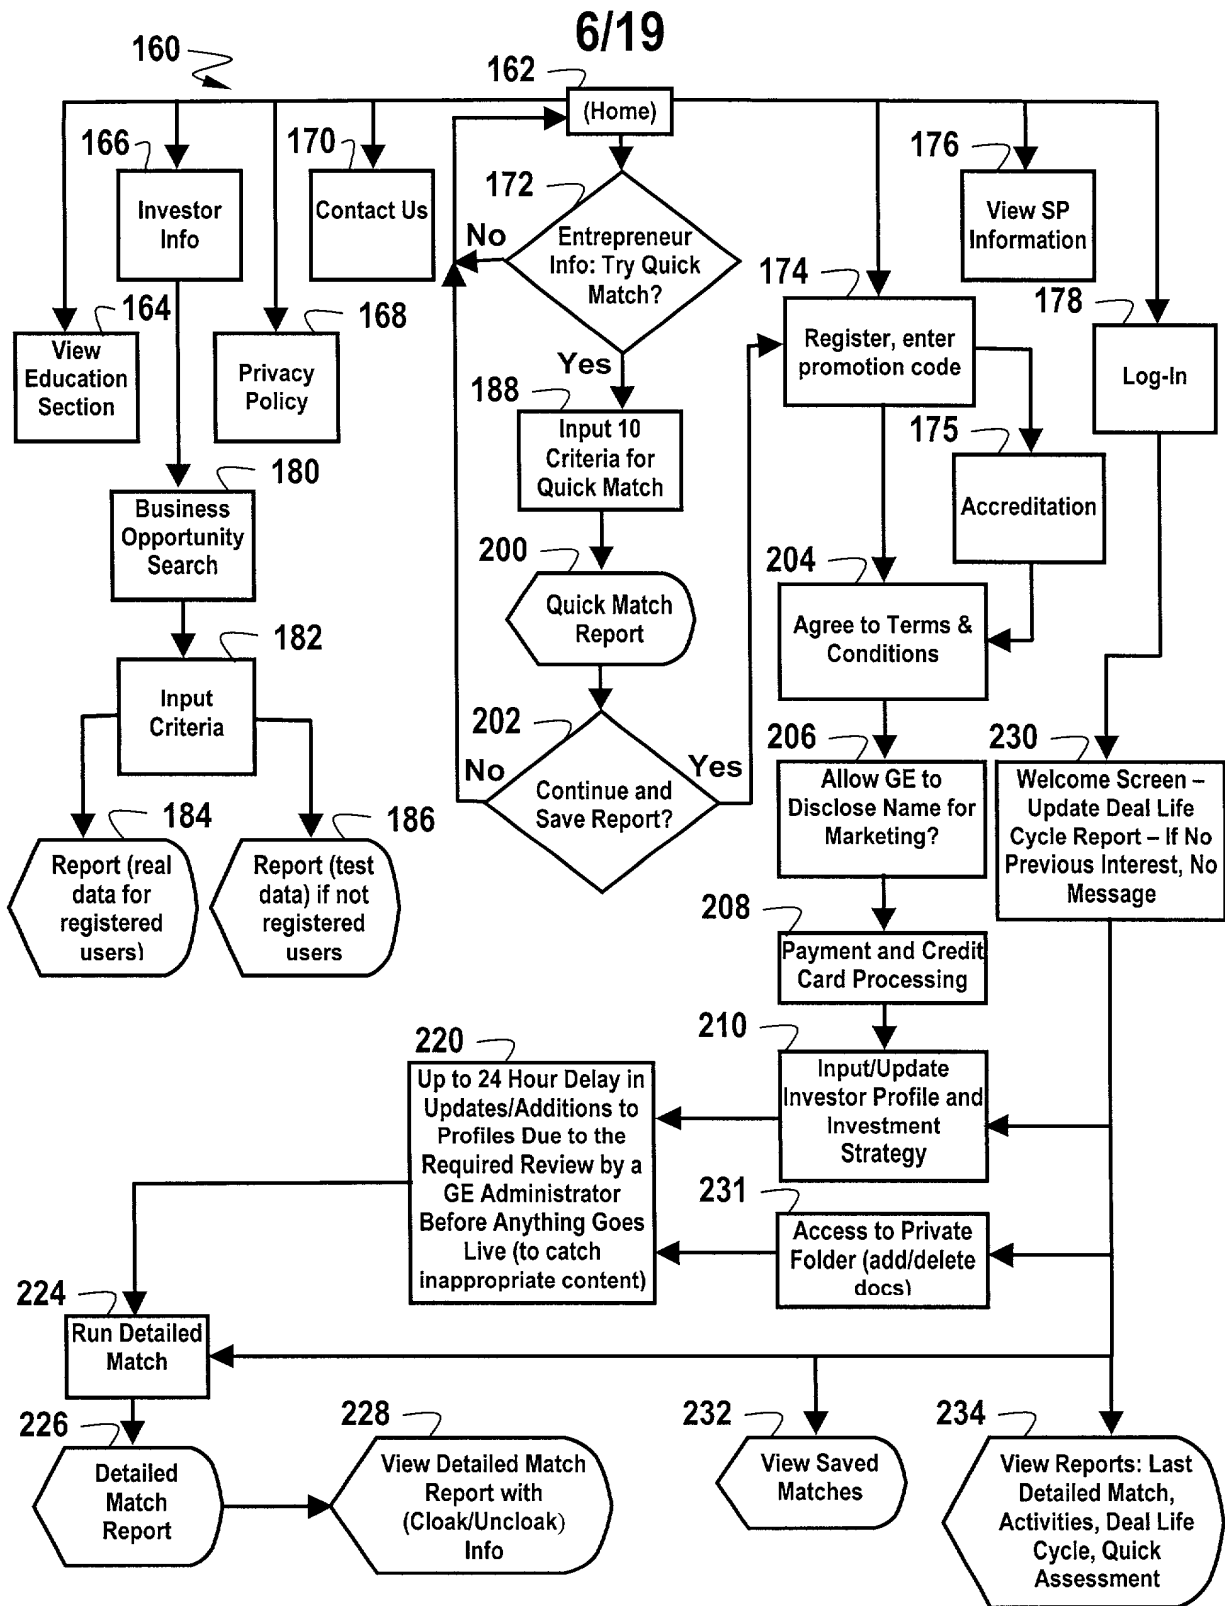 6/19
160
162
(Home)
166
170
172
176
Investor
Info
Contact Us
No
Entrepreneur
Info: Try Quick
Match?
View SP
Information
164
168
174
178
View
Education
Section
Privacy
Policy
Yes
Register, enter
promotion code
Log-In
188
Input 10
Criteria for
Quick Match
175
Accreditation
180
Business
Opportunity
Search
200
Quick Match
Report
204
Agree to Terms &
Conditions
182
Input
Criteria
202
No
Yes
Continue and
Save Report?
206
Allow GE to
Disclose Name for
Marketing?
230
Welcome Screen –
Update Deal Life
Cycle Report – If No
Previous Interest, No
Message
184
Report (real
data for
registered
users)
186
Report (test
data) if not
registered
users
208
Payment and Credit
Card Processing
210
Input/Update
Investor Profile and
Investment
Strategy
220
Up to 24 Hour Delay in
Updates/Additions to
Profiles Due to the
Required Review by a
GE Administrator
Before Anything Goes
Live (to catch
inappropriate content)
231
Access to Private
Folder (add/delete
docs)
224
Run Detailed
Match
226
Detailed
Match
Report
228
View Detailed Match
Report with
(Cloak/Uncloak)
Info
232
View Saved
Matches
234
View Reports: Last
Detailed Match,
Activities, Deal Life
Cycle, Quick
Assessment